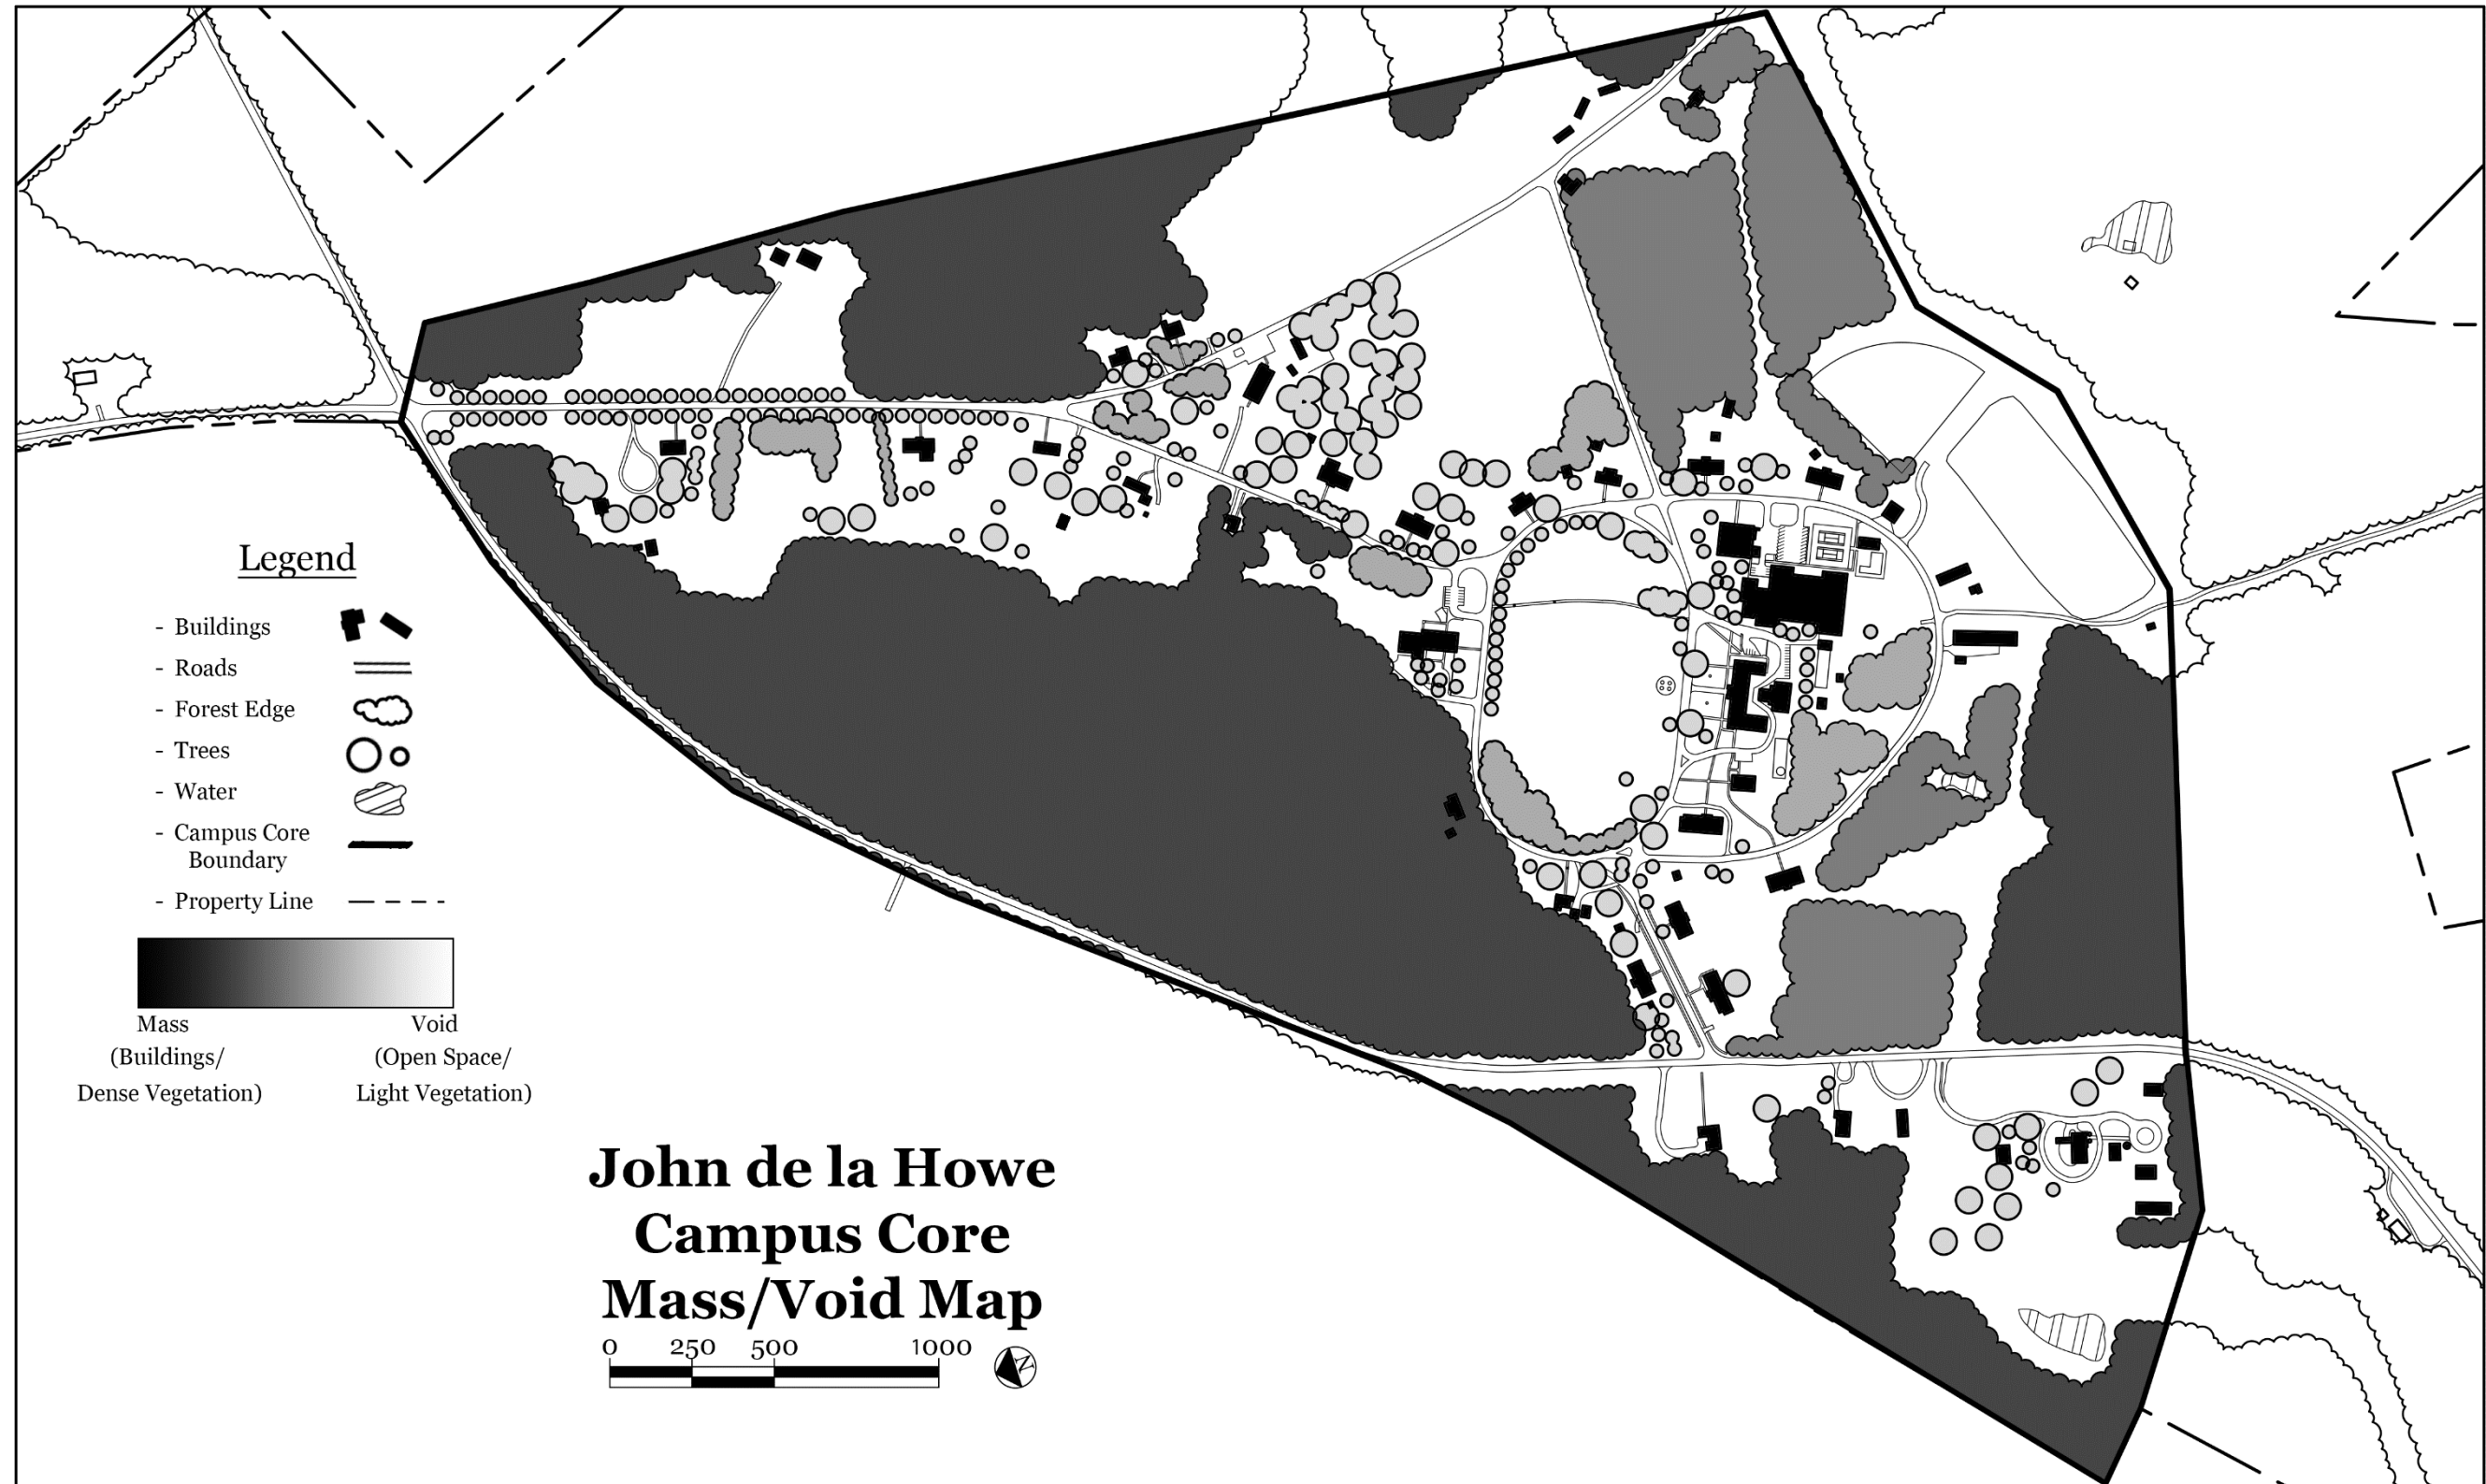 Legend
- Buildings
- Roads
- Forest Edge
- Trees
- Water
- Campus Core
Boundary
- Property Line
Mass
Void
(Buildings/
(Open Space/
Dense Vegetation)
Light Vegetation)
John de la Howe
Campus Core
Mass/Void Map
0 250 500 1000
N